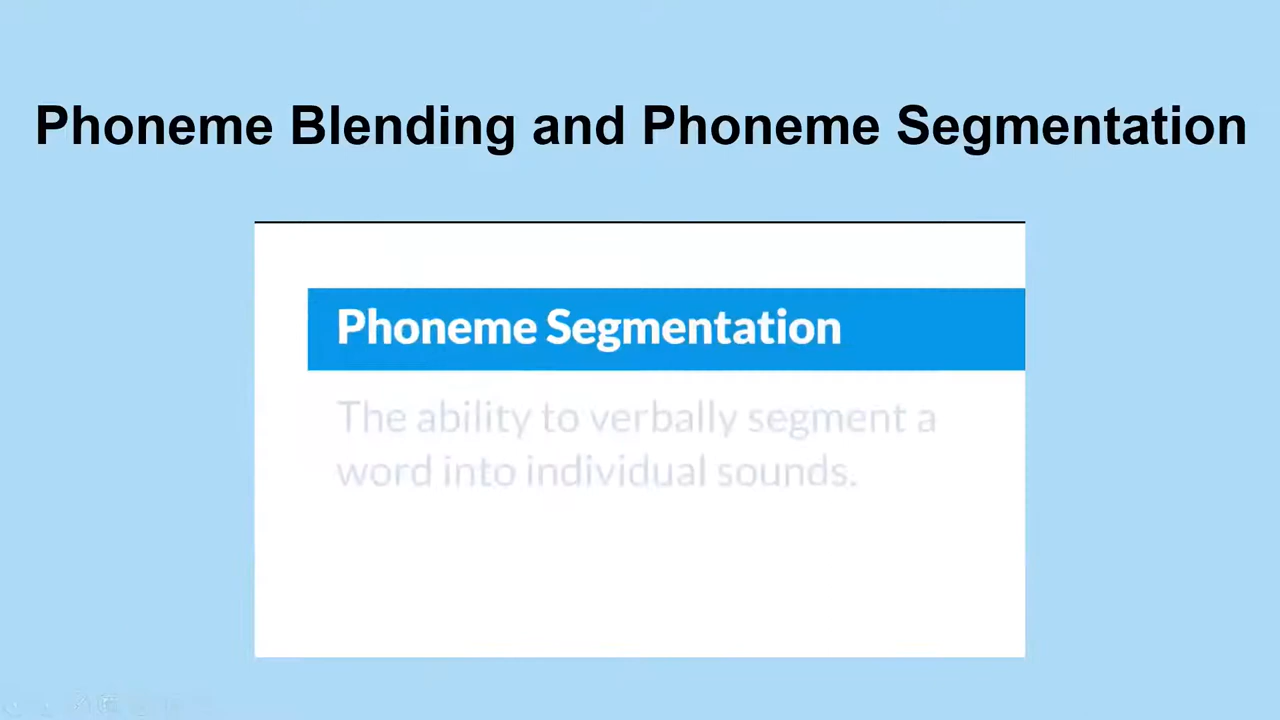 Phoneme Blending and Phoneme Segmentation
Phoneme Segmentation
The ability to verbally segment a
word into individual sounds.